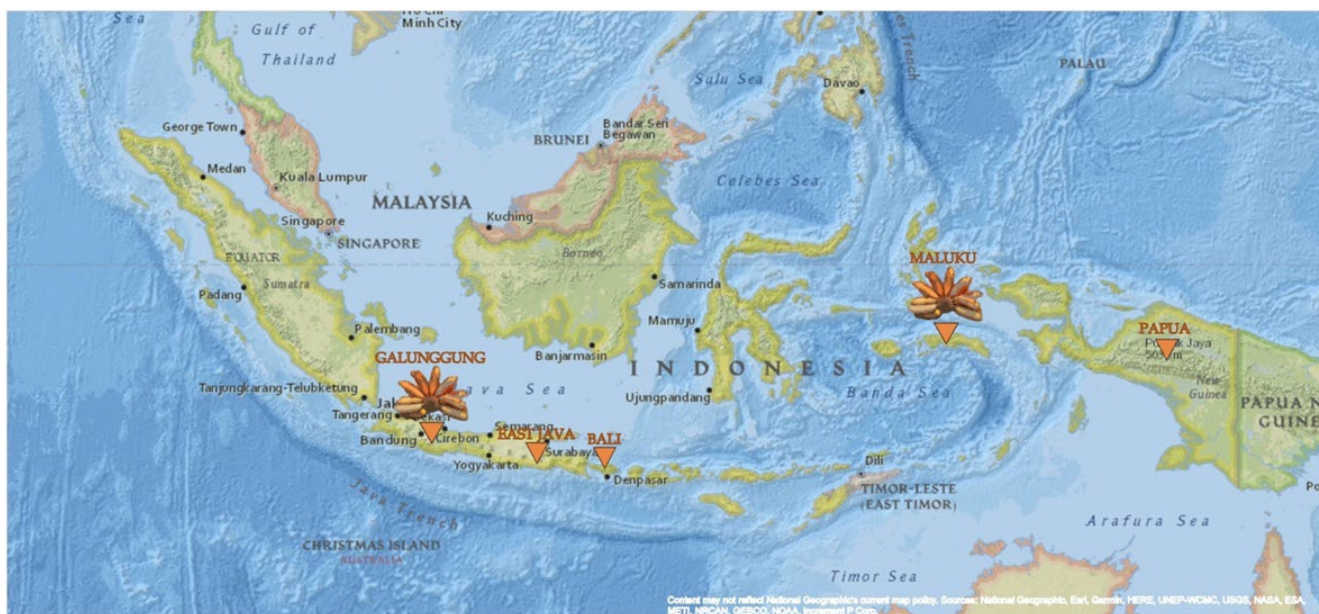 Minh City
Sea
Gulf of
Thailand
Trench
PALAU
Sulu Sea
Davao
George Town
BRUNEI
Bandar Seri
Begawan
Medan
Kuala Lumpur
Celebes Sea
MALAYSIA
Kuching
Singapore
SINGAPORE
EQUATOR
Borneo
MALUKU
Sumatra
Samarinda
Padang
Palembang
Mamuju
PAPUA
Banjarmasin
GALUNGGUNG
INDONESIA
New
Guinea
Tanjungkarang-Telubketung
Sea
Ujungpandang
Banda Sea
PAPUA N
GUINE
Tangerang
Semarang
Bandung
Cirebon
EAST JAVA
BALI
Surabaya
Yogyakarta
Denpasar
Dili
TIMOR-LESTE
(EAST TIMOR)
Java Trench
Arafura Sea
CHRISTMAS ISLAND
AUSTRALIA
Timor Sea
Content may not reflect National Geographic's current map policy. Sources: National Geographic, Esri, Garmin, HERE, UNEP-WCMC, USGS, NASA, ESA,
METI, NRCAN, GEBCO, NOAA, Increment P Corp.